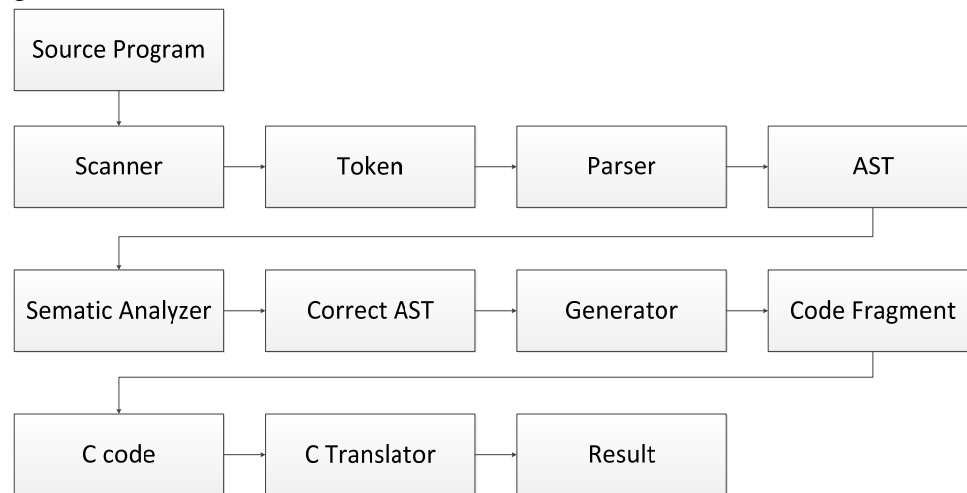 Source Program
Scanner
Token
Parser
AST
Sematic Analyzer
Correct AST
Generator
Code Fragment
C code
C Translator
Result